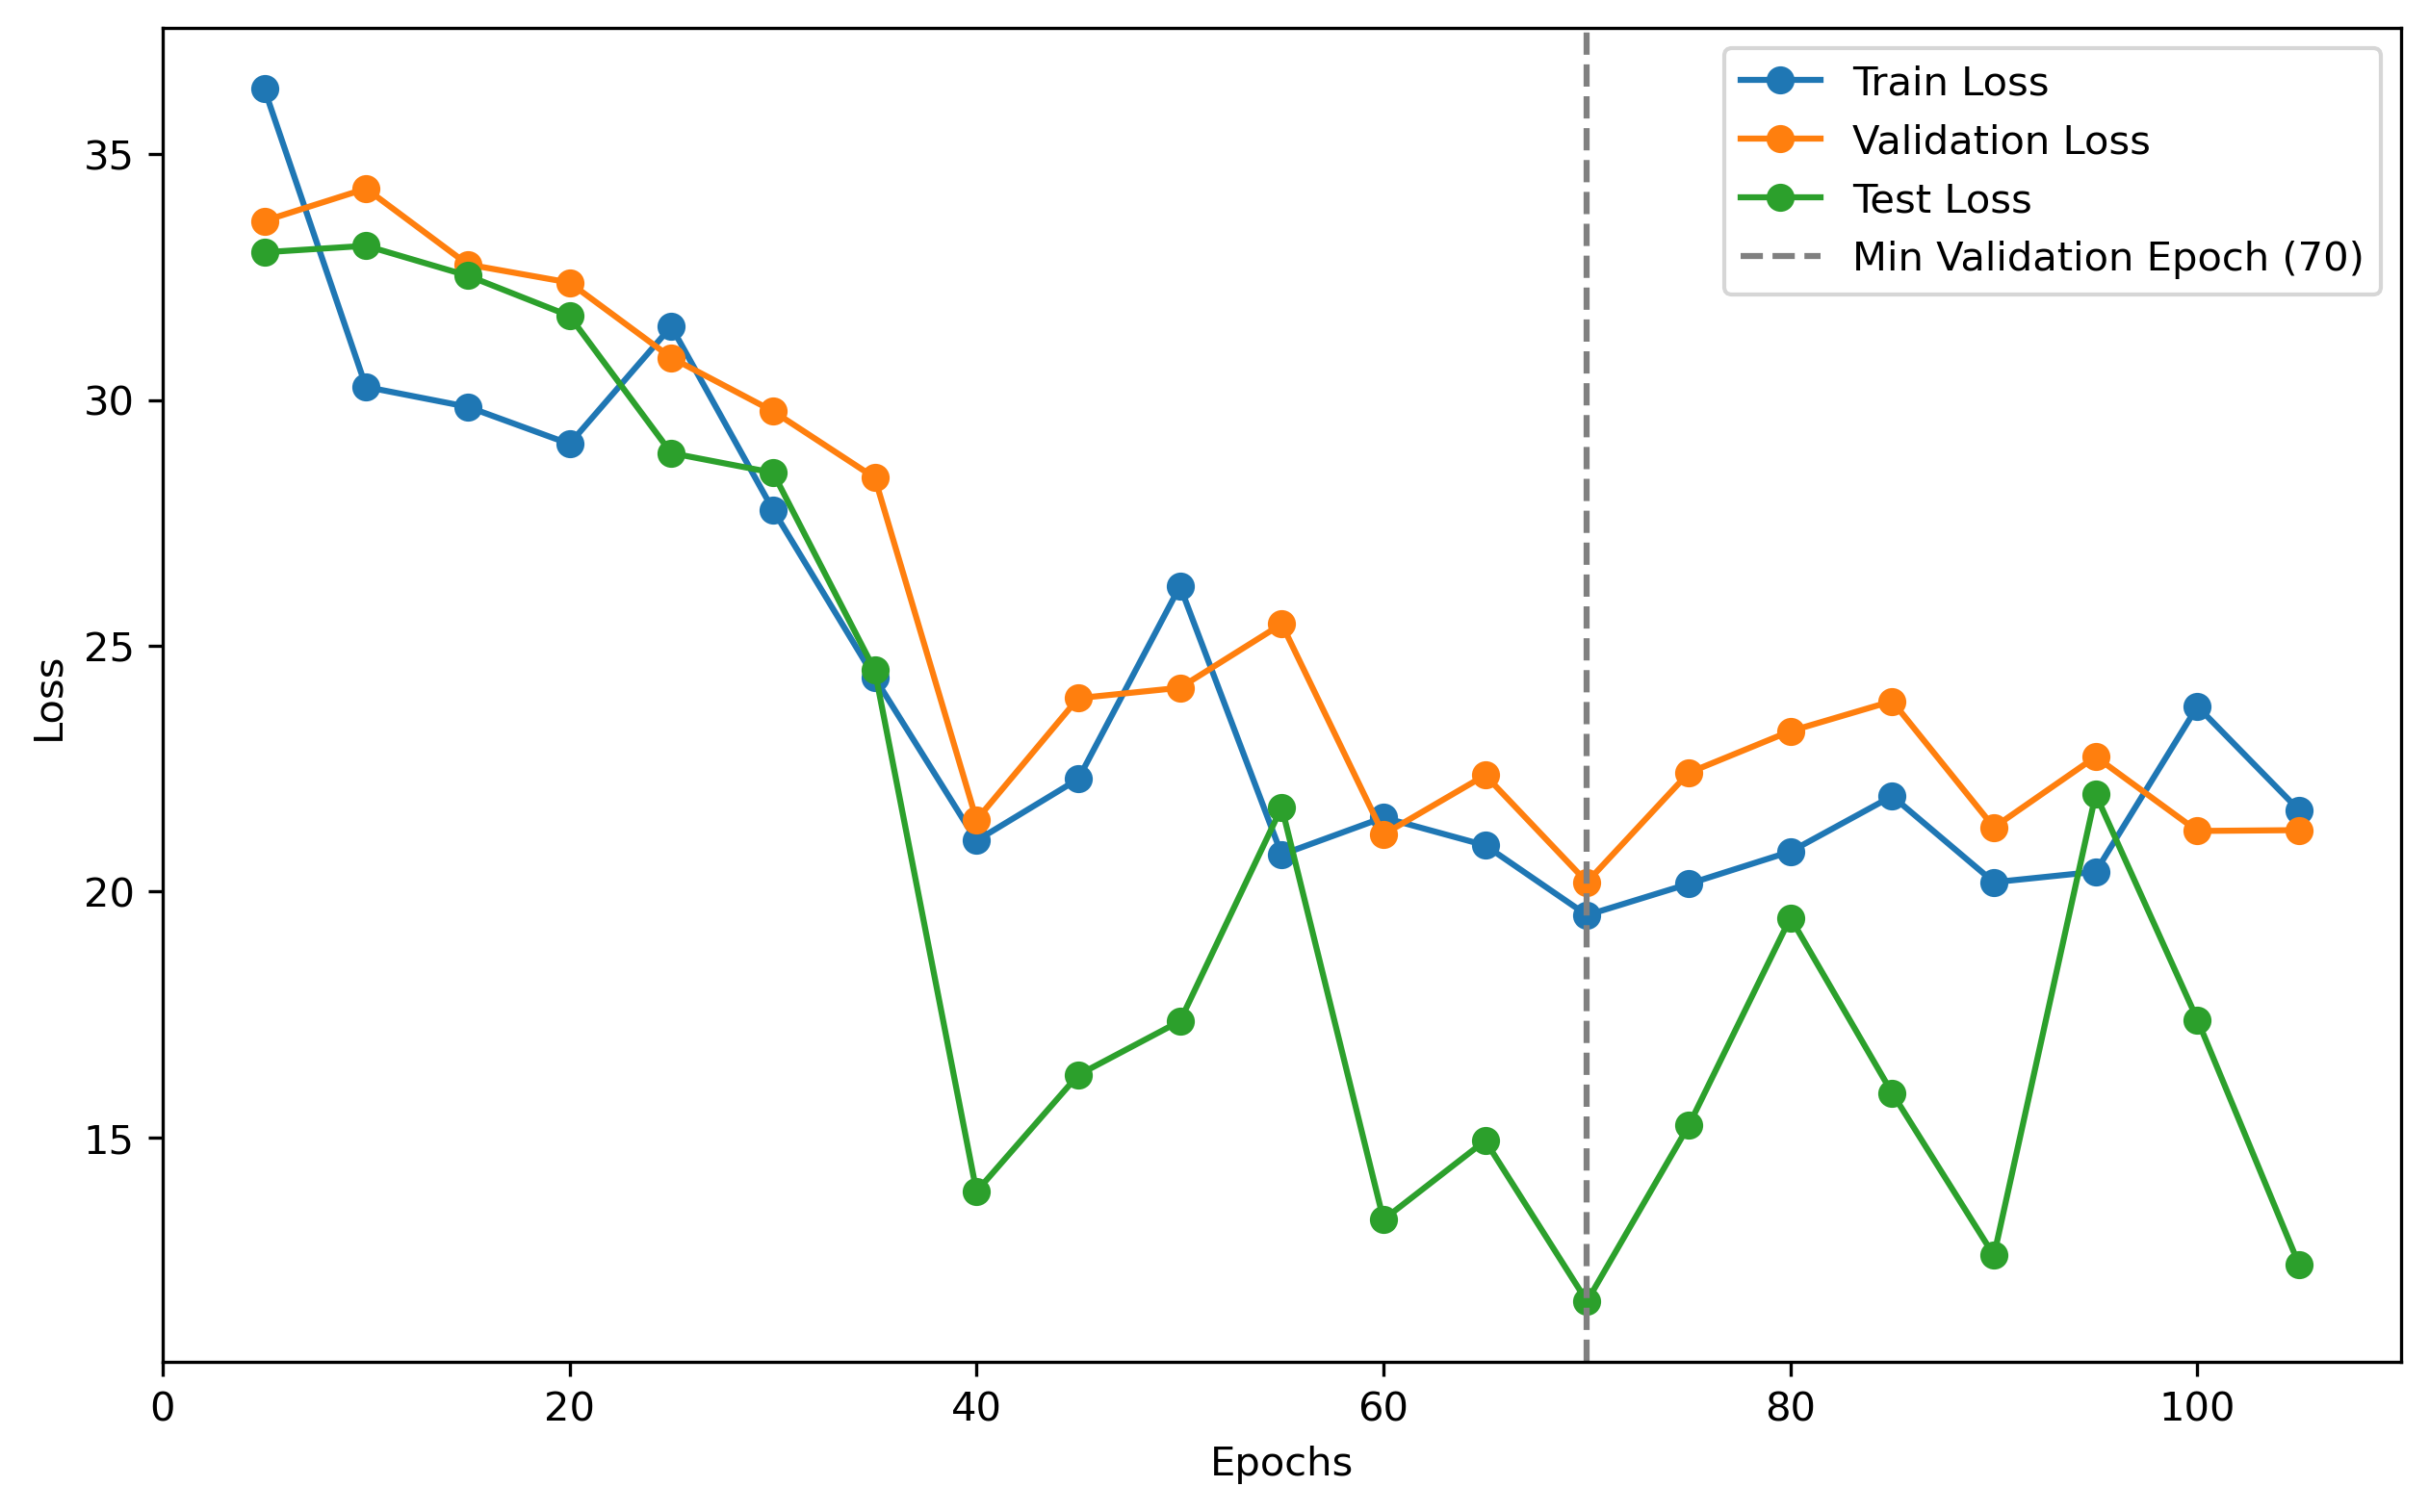 Train Loss
Validation Loss
Test Loss
Min Validation Epoch (70)
35
30
25
20
15
Loss
0 20 40 60 80 100
Epochs